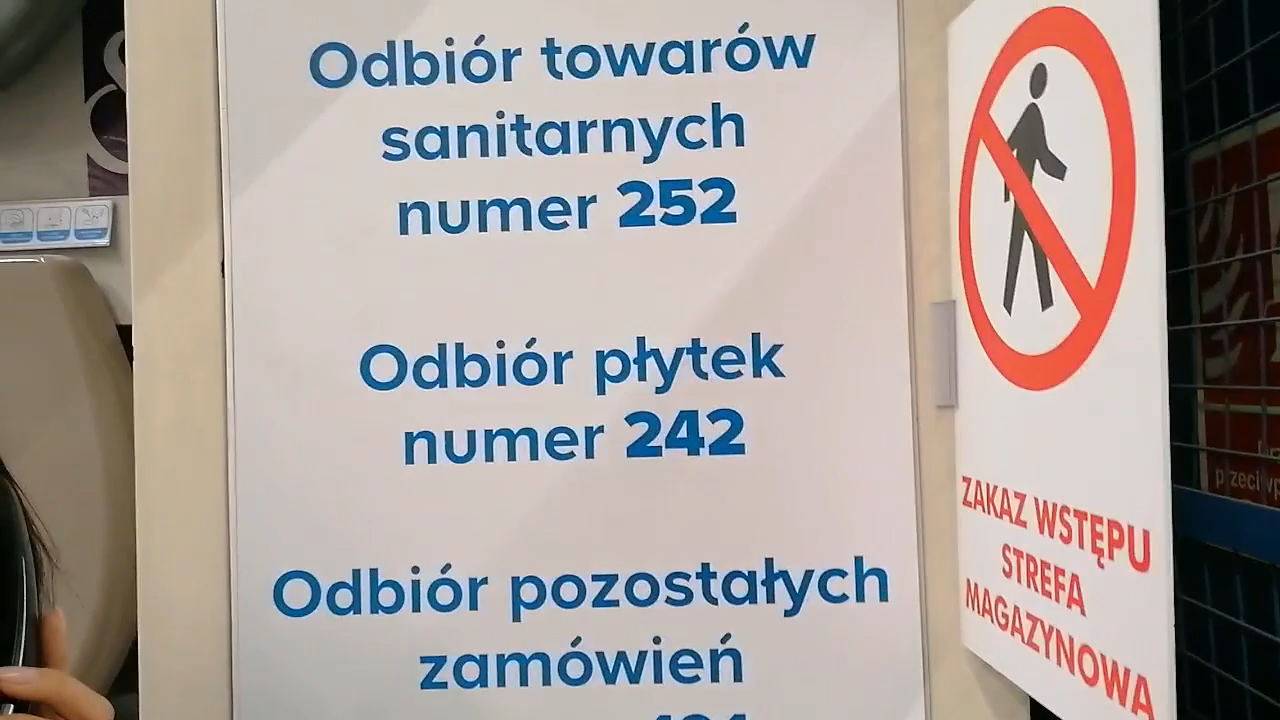 Odbiór towarów
sanitarnych
numer 252
Odbiór płytek
numer 242
Odbiór pozostałych
zamówień
ZAKAZ WSTĘPU
STREFA
MAGAZYNOWA